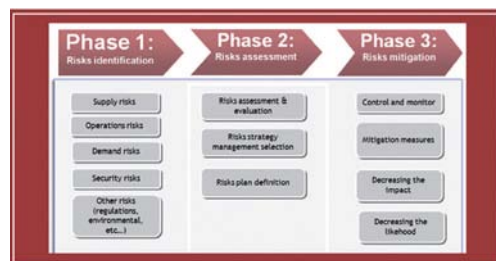 Phase 1:
Risks identification
Phase 2:
Risks assessment
Phase 3:
Risks mitigation
Supply risks
Operations risks
Demand risks
Security risks
Other risks
(regulations,
environmental,
etc...)
Risks assessment &
evaluation
Risks strategy
management selection
Risks plan definition
Control and monitor
Mitigation measures
Decreasing the
impact
Decreasing the
likehood